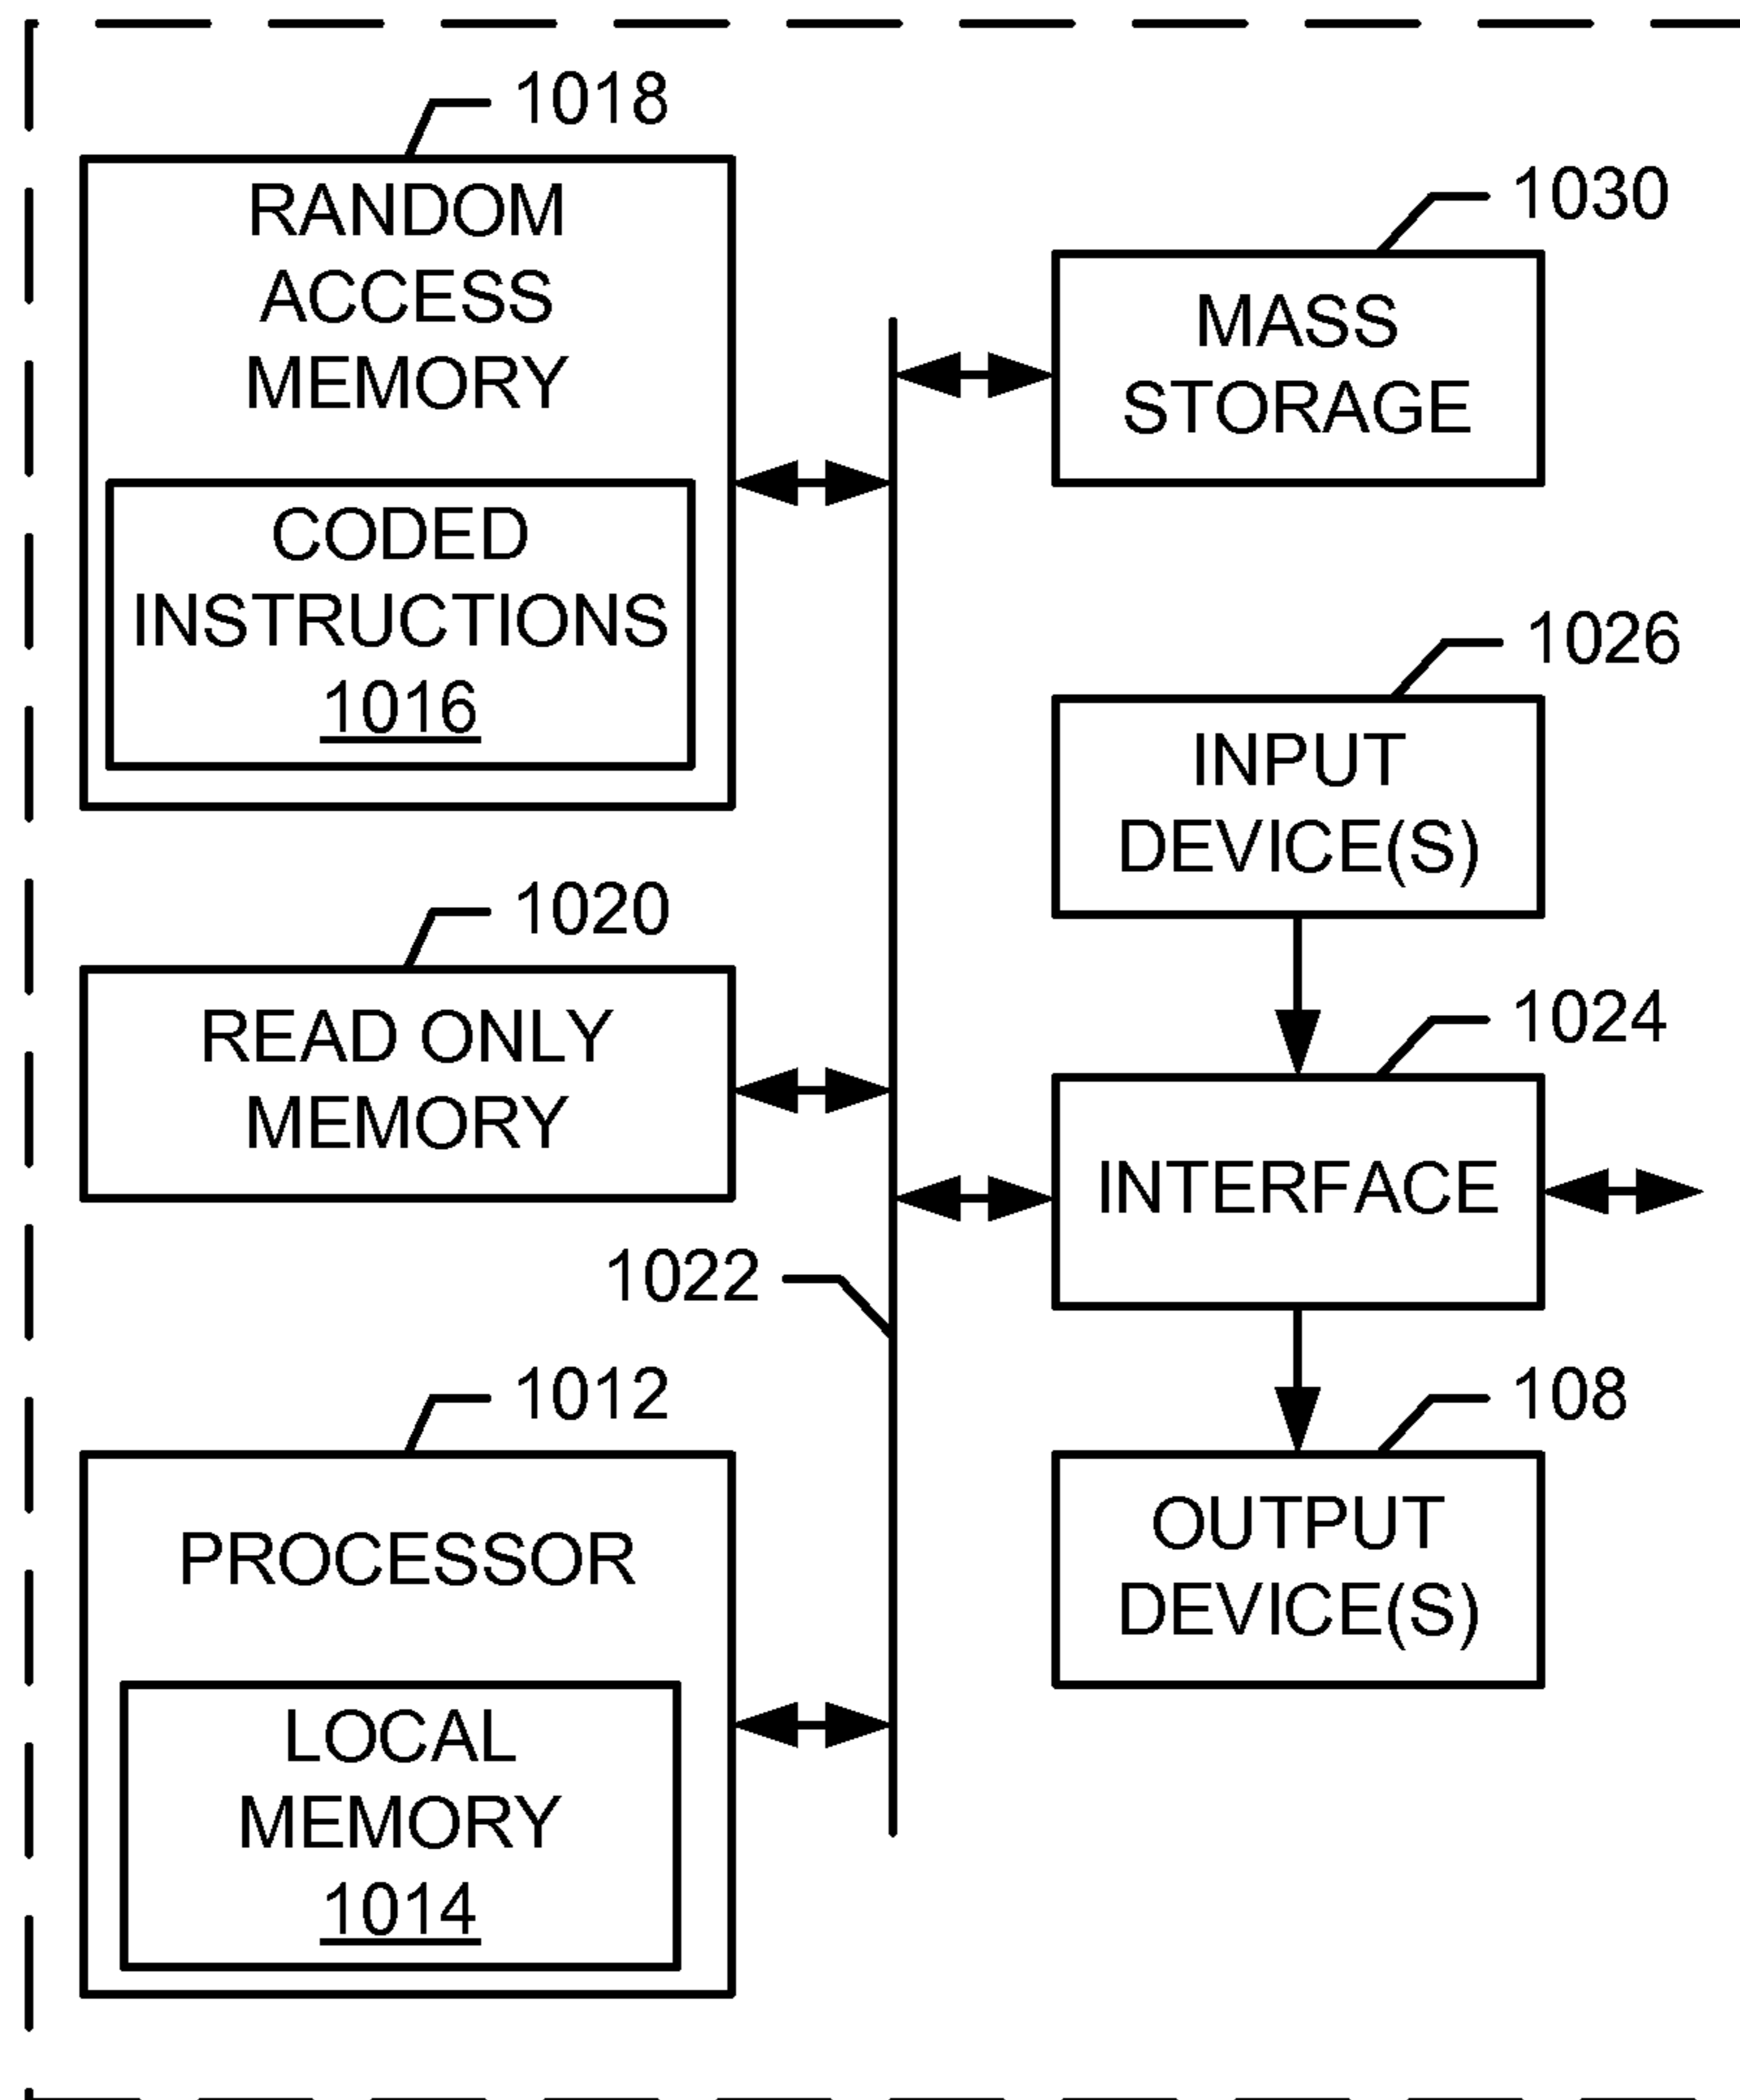 1018
RANDOM
ACCESS
MEMORY
CODED
INSTRUCTIONS
1016
1020
READ ONLY
MEMORY
1022
1012
PROCESSOR
LOCAL
MEMORY
1014
1030
MASS
STORAGE
1026
INPUT
DEVICE(S)
1024
INTERFACE
108
OUTPUT
DEVICE(S)